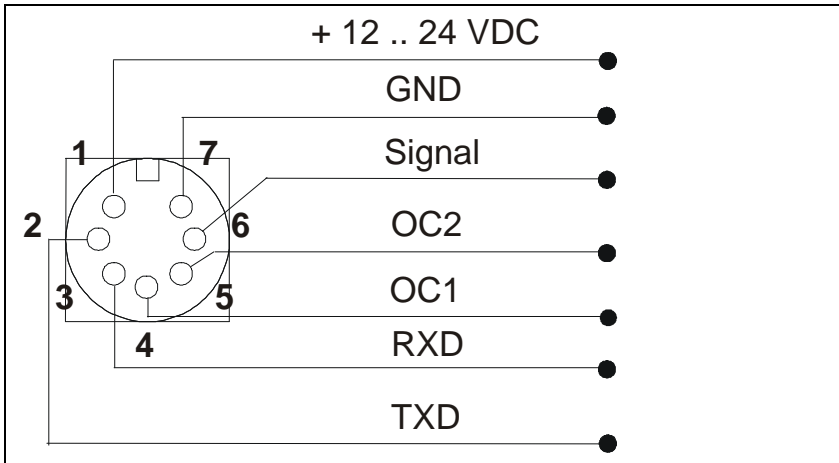 + 12 .. 24 VDC
GND
1 7 Signal
2 6 OC2
3 5 OC1
4 RXD
TXD